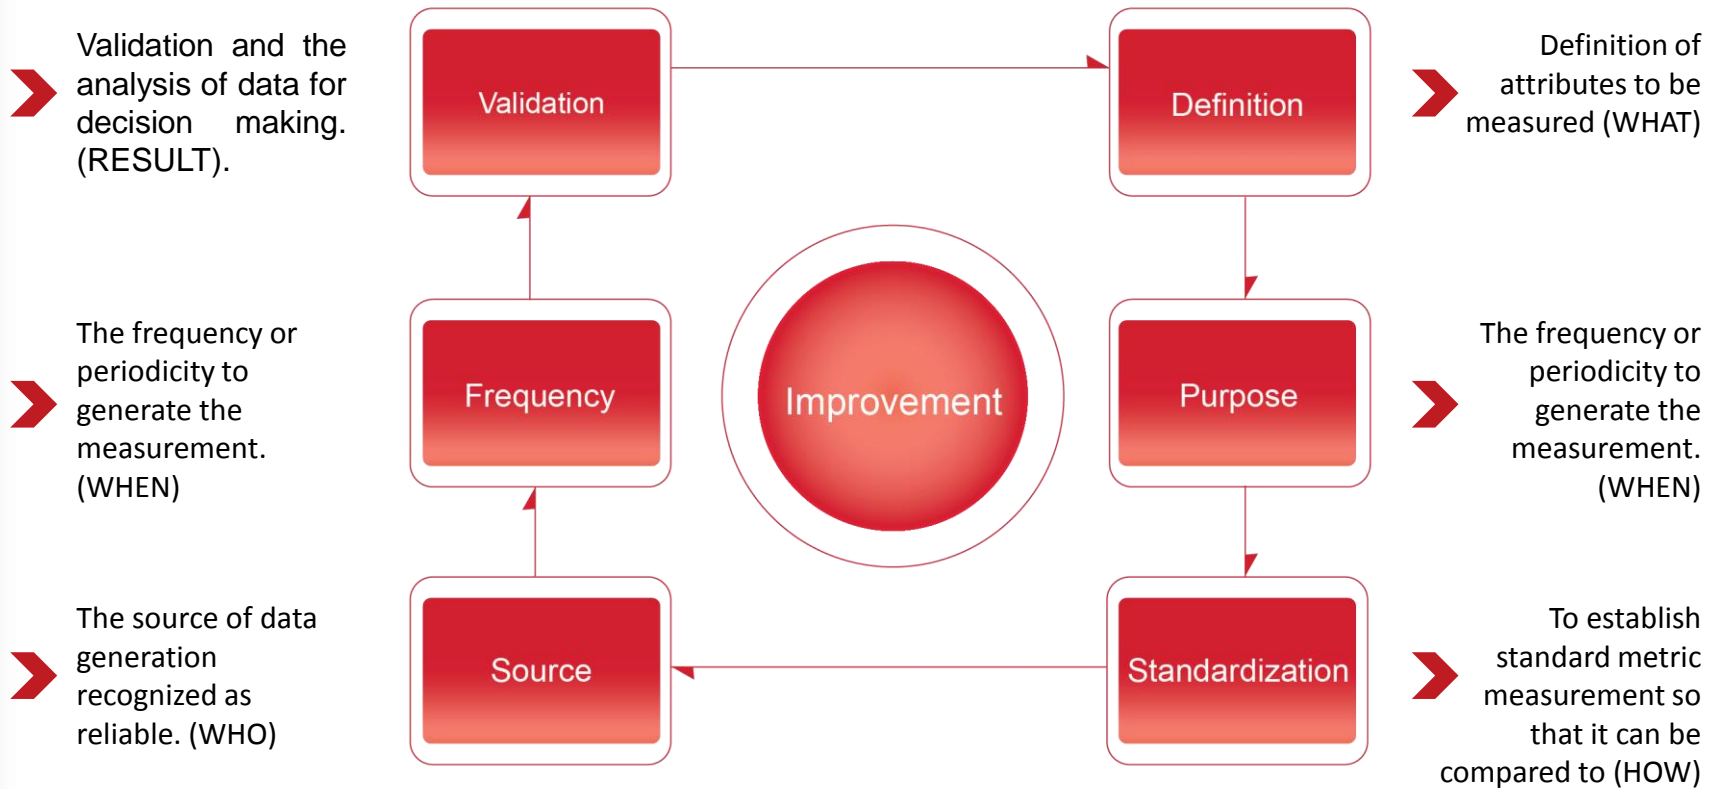 Validation and the
analysis of data for
decision making.
(RESULT).
Validation
Definition
Definition of
attributes to be
measured (WHAT)
The frequency or
periodicity to
generate the
measurement.
(WHEN)
Frequency
Improvement
Purpose
The frequency or
periodicity to
generate the
measurement.
(WHEN)
The source of data
generation
recognized as
reliable. (WHO)
Source
Standardization
To establish
standard metric
measurement so
that it can be
compared to (HOW)